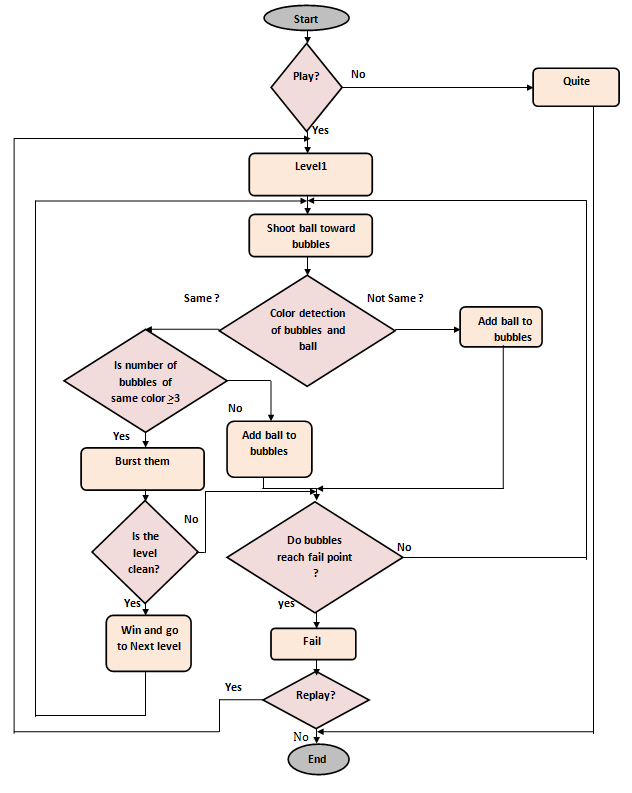 Start
Play?
No
Quite
Yes
Level1
Shoot ball toward
bubbles
Same ?
Not Same ?
Color detection
of bubbles and
ball
Add ball to
bubbles
Is number of
bubbles of
same color ≥3
No
Yes
Add ball to
bubbles
Burst them
No
Is the
level
clean?
Do bubbles
reach fail point
?
No
Yes
yes
Win and go
to Next level
Fail
Yes
Replay?
No
End